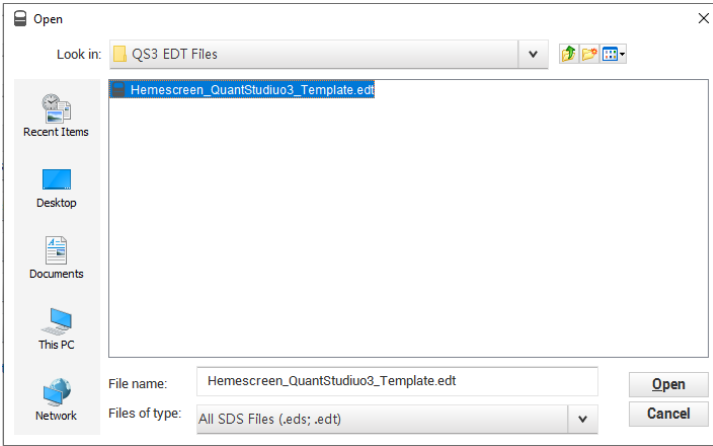 Open
Look in:
QS3 EDT Files
Hemescreen_QuantStudiuo3_Template.edt
Recent Items
Desktop
Documents
This PC
Network
File name:
Hemescreen_QuantStudiuo3_Template.edt
Open
Files of type:
All SDS Files (.eds; .edt)
Cancel